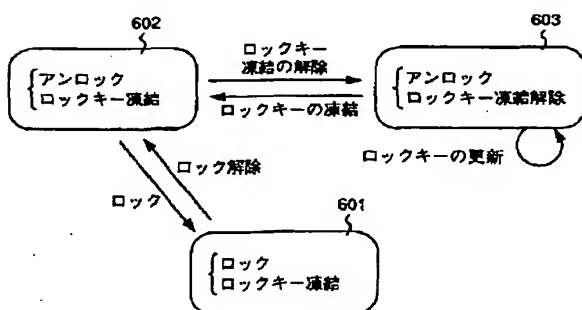 602
603
ロックキー
凍結の解除
アンロック
ロックキー凍結
アンロック
ロックキー凍結解除
ロックキーの凍結
ロックキーの更新
ロック解除
ロック
601
ロック
ロックキー凍結